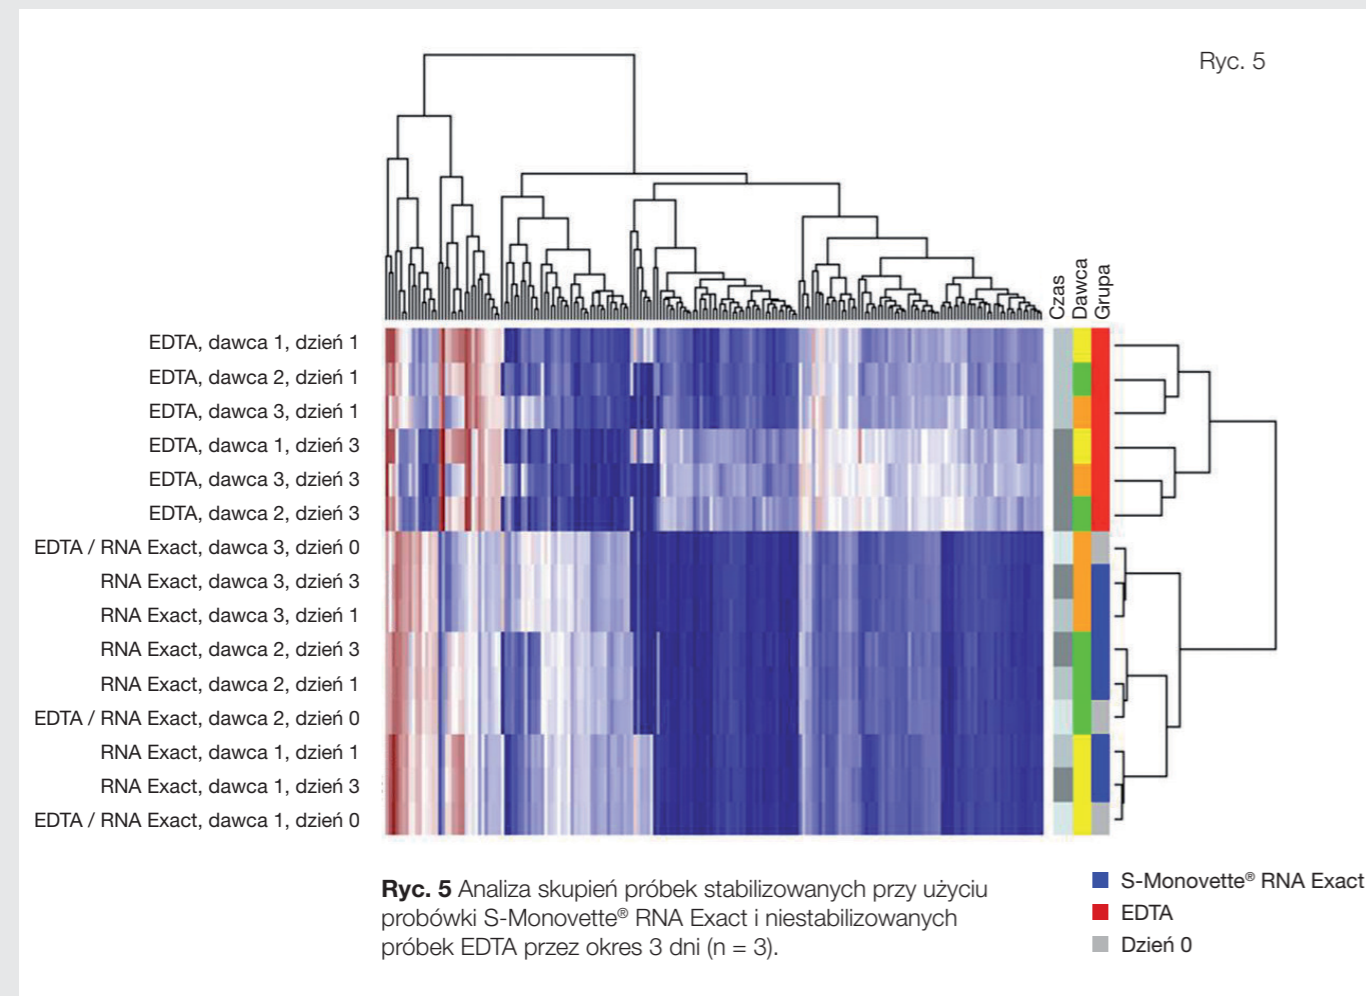 Ryc. 5
Czas
Dawca
Grupa
EDTA, dawca 1, dzień 1
EDTA, dawca 2, dzień 1
EDTA, dawca 3, dzień 1
EDTA, dawca 1, dzień 3
EDTA, dawca 3, dzień 3
EDTA, dawca 2, dzień 3
EDTA / RNA Exact, dawca 3, dzień 0
RNA Exact, dawca 3, dzień 3
RNA Exact, dawca 3, dzień 1
RNA Exact, dawca 2, dzień 3
RNA Exact, dawca 2, dzień 1
EDTA / RNA Exact, dawca 2, dzień 0
RNA Exact, dawca 1, dzień 1
RNA Exact, dawca 1, dzień 3
EDTA / RNA Exact, dawca 1, dzień 0
Ryc. 5 Analiza skupień próbek stabilizowanych przy użyciu
probówki S-Monovette® RNA Exact i niestabilizowanych
próbek EDTA przez okres 3 dni (n = 3).
S-Monovette® RNA Exact
EDTA
Dzień 0